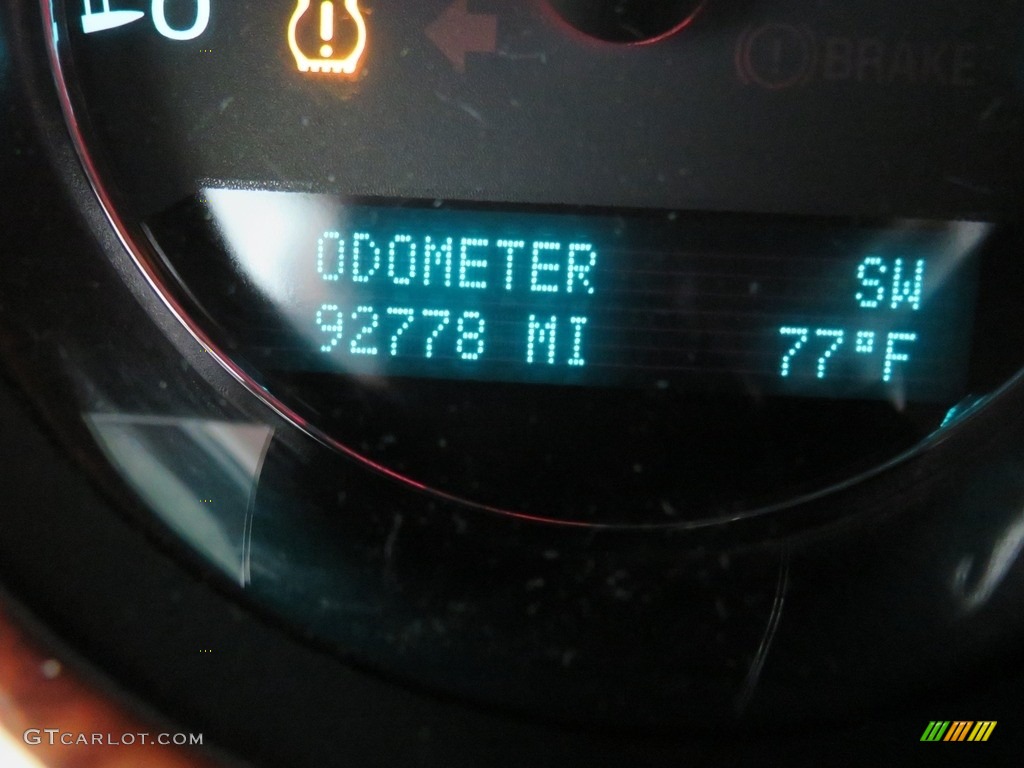 BRAKE
ODOMETER SW
92778 MI 77°F
GTCARLOT.COM